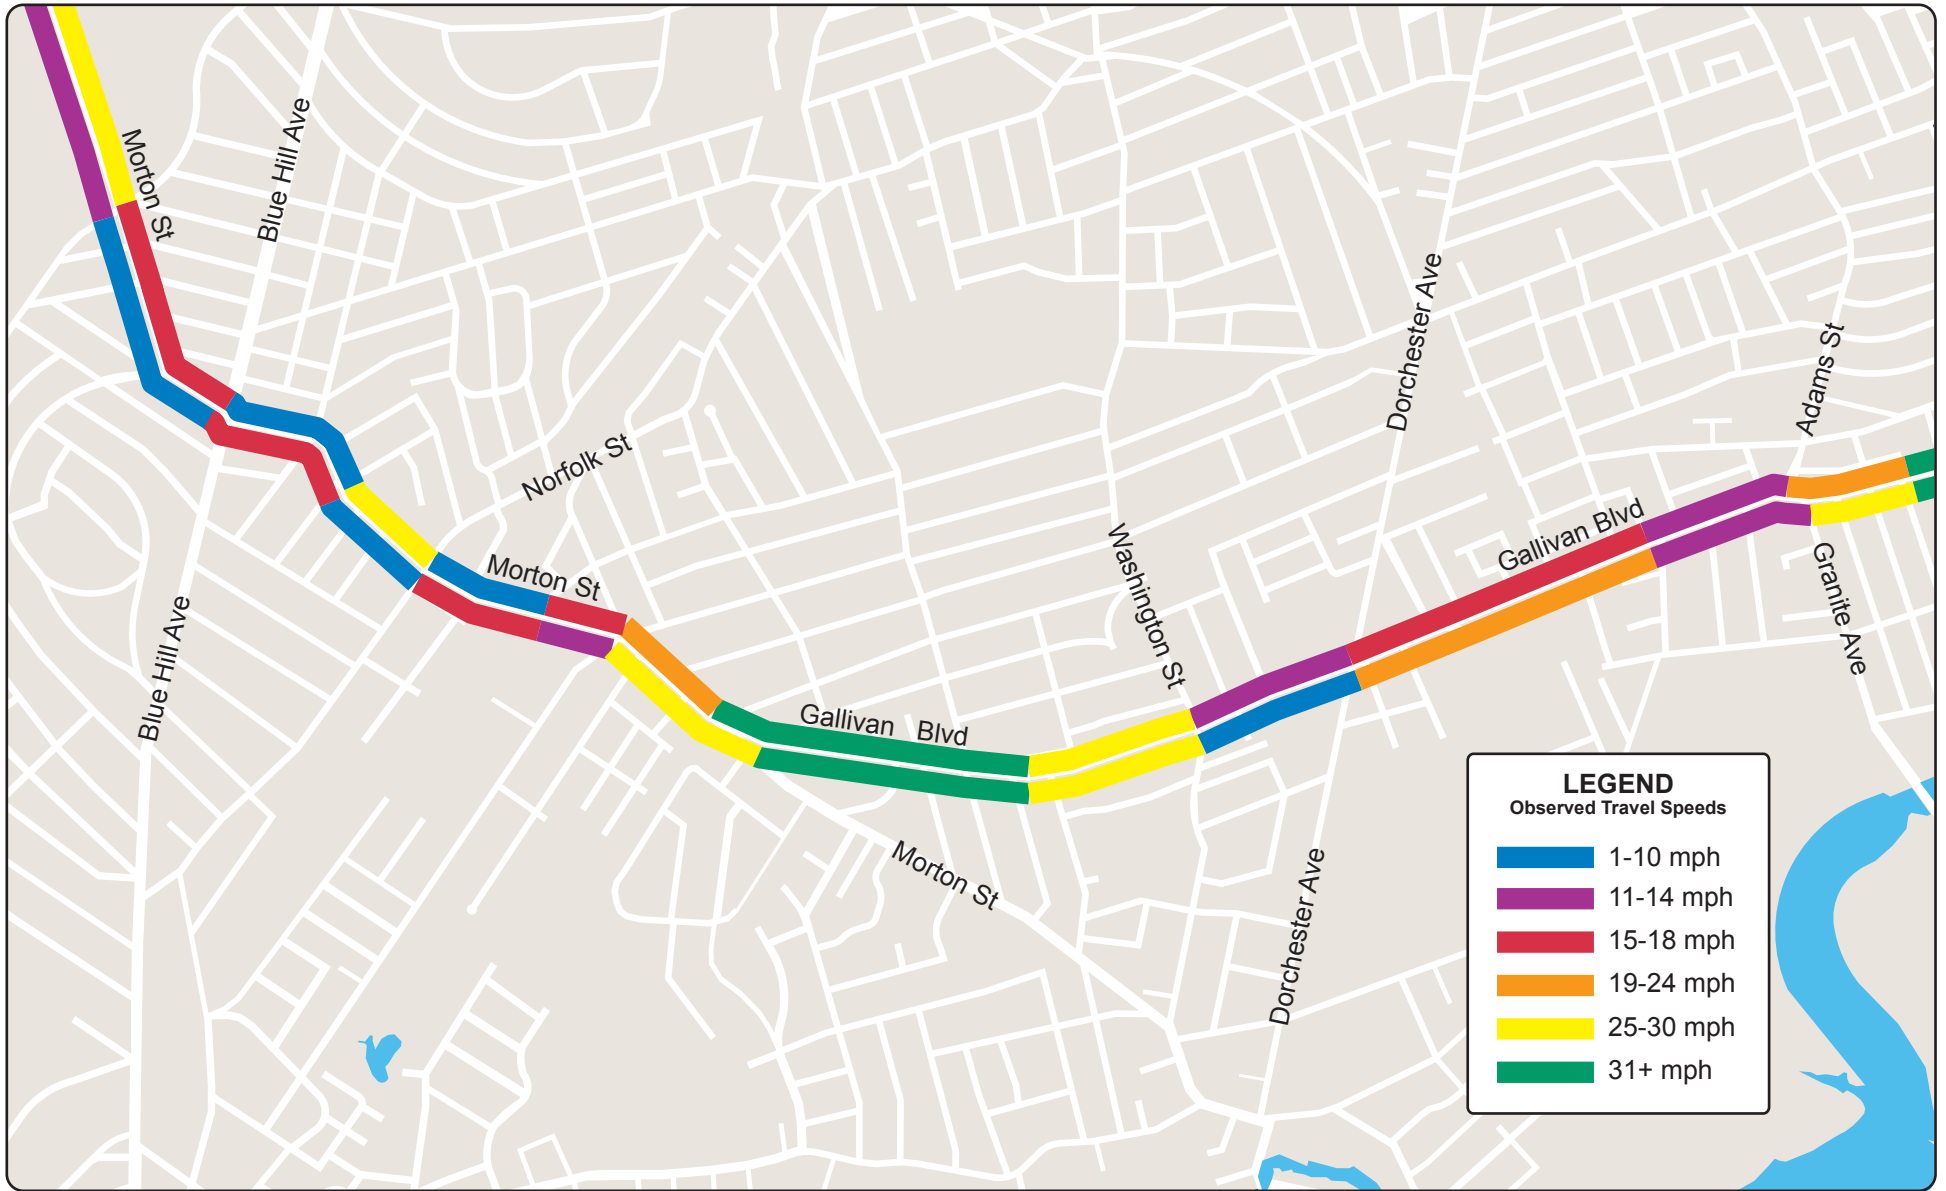 Morton St
Blue Hill Ave
Dorchester Ave
Adams St
Norfolk St
Gallivan Blvd
Washington St
Morton St
Granite Ave
Blue Hill Ave
Gallivan Blvd
Morton St
Dorchester Ave
LEGEND
Observed Travel Speeds
1-10 mph
11-14 mph
15-18 mph
19-24 mph
25-30 mph
31+ mph